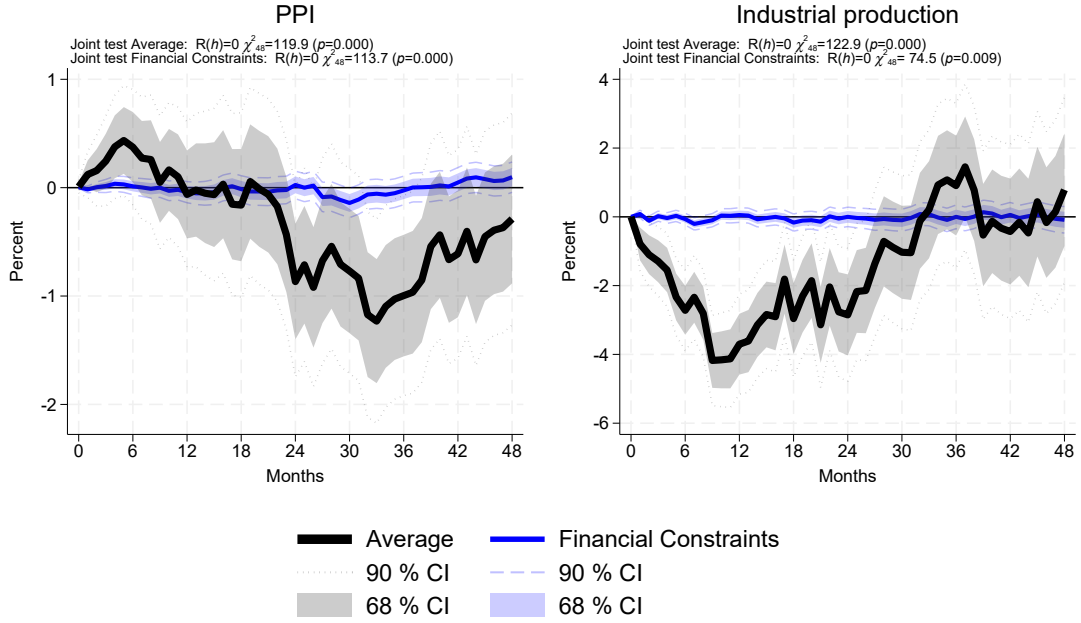 PPI
Joint test Average: R(h)=0 χ²₄₈=119.9 (p=0.000)
Joint test Financial Constraints: R(h)=0 χ²₄₈=113.7 (p=0.000)
1
0
-1
-2
Percent
0 6 12 18 24 30 36 42 48
Months
Industrial production
Joint test Average: R(h)=0 χ²₄₈=122.9 (p=0.000)
Joint test Financial Constraints: R(h)=0 χ²₄₈= 74.5 (p=0.009)
4
2
0
-2
-4
-6
Percent
0 6 12 18 24 30 36 42 48
Months
Average Financial Constraints
90 % CI 90 % CI
68 % CI 68 % CI